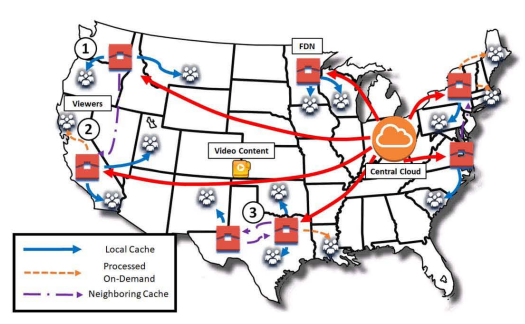 1
FDN
Viewers
2
Video Content
Central Cloud
3
Local Cache
Processed
On-Demand
Neighboring Cache